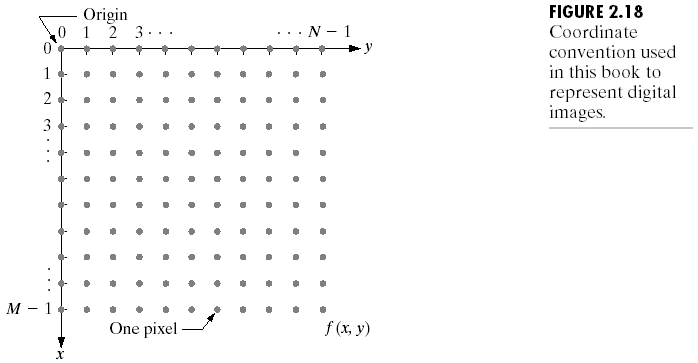 Origin
0 1 2 3 · · · · · · N − 1
y
0
1
2
3
·
·
·
·
·
·
M − 1
One pixel
f (x, y)
x
FIGURE 2.18
Coordinate
convention used
in this book to
represent digital
images.